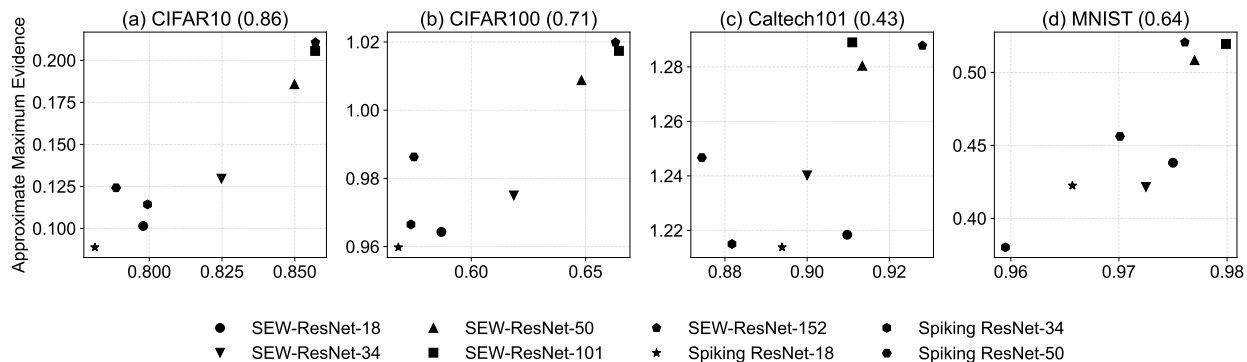 (a) CIFAR10 (0.86)
(b) CIFAR100 (0.71)
(c) Caltech101 (0.43)
(d) MNIST (0.64)
Approximate Maximum Evidence
0.200
0.175
0.150
0.125
0.100
0.800 0.825 0.850
1.02
1.00
0.98
0.96
0.60 0.65
1.28
1.26
1.24
1.22
0.88 0.90 0.92
0.50
0.45
0.40
0.96 0.97 0.98
SEW-ResNet-18
SEW-ResNet-34
SEW-ResNet-50
SEW-ResNet-101
SEW-ResNet-152
Spiking ResNet-18
Spiking ResNet-34
Spiking ResNet-50